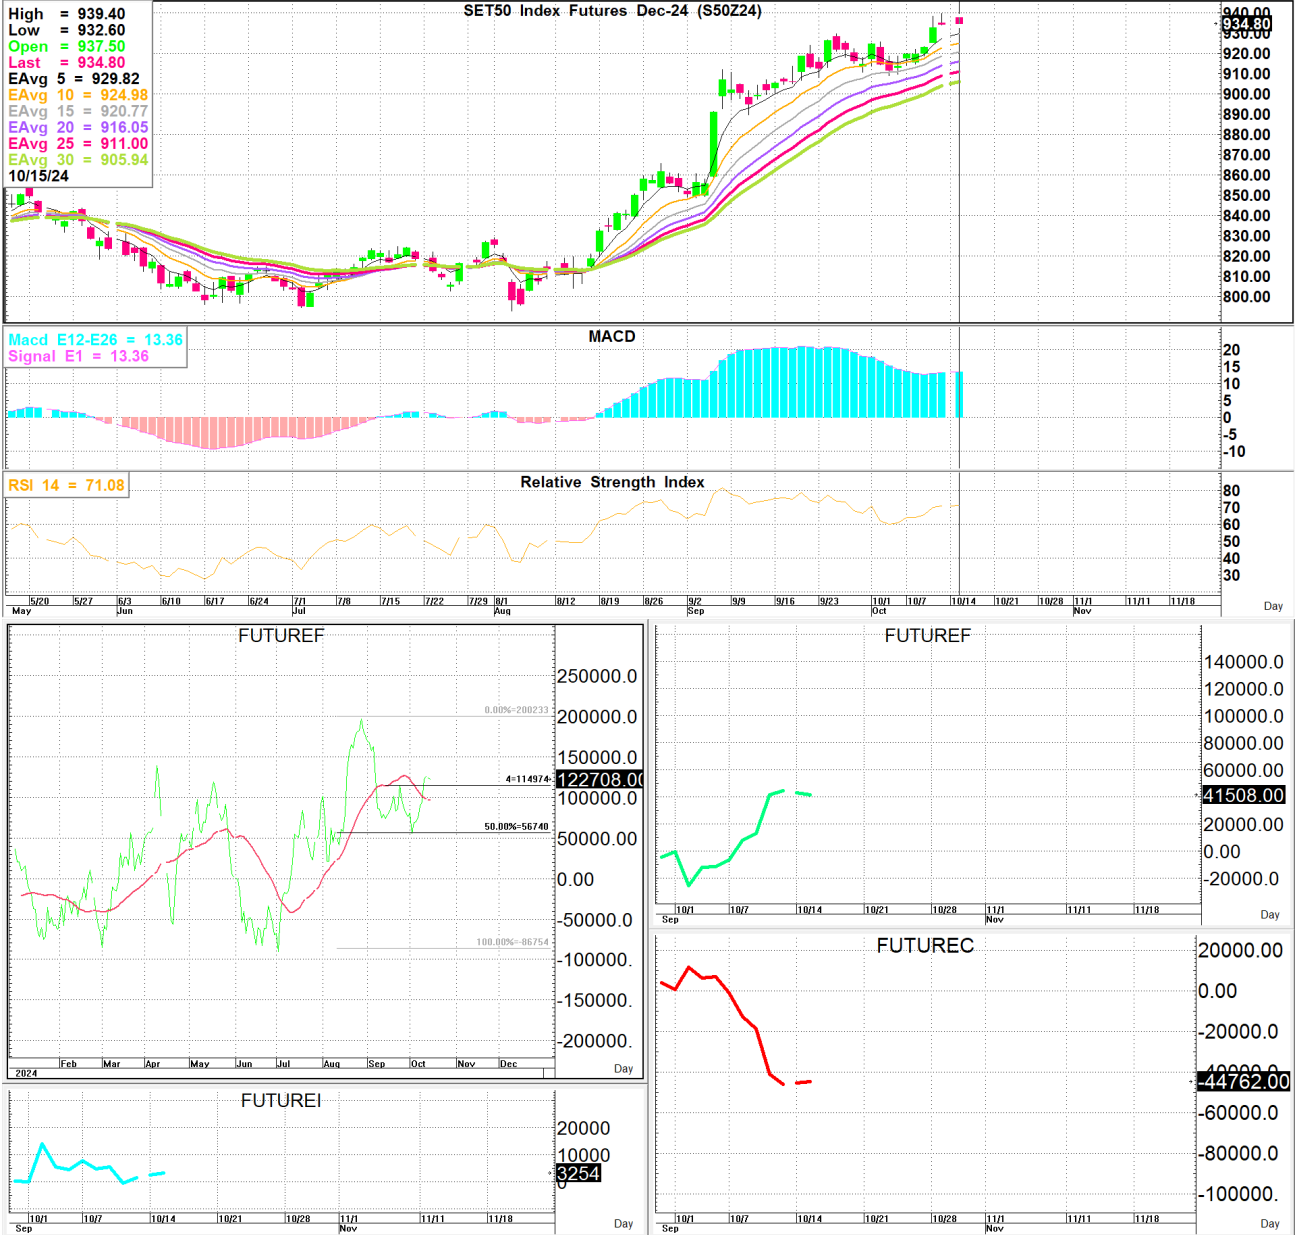 SET50 Index Futures Dec-24 (S50Z24)
High = 939.40
Low = 932.60
Open = 937.50
Last = 934.80
EAvg 5 = 929.82
EAvg 10 = 924.98
EAvg 15 = 920.77
EAvg 20 = 916.05
EAvg 25 = 911.00
EAvg 30 = 905.94
10/15/24
940.00
934.80
930.00
920.00
910.00
900.00
890.00
880.00
870.00
860.00
850.00
840.00
830.00
820.00
810.00
800.00
MACD
Macd E12-E26 = 13.36
Signal E1 = 13.36
20
15
10
5
0
-5
-10
Relative Strength Index
RSI 14 = 71.08
80
70
60
50
40
30
5/20 5/27 6/3 6/10 6/17 6/24 7/1 7/8 7/15 7/22 7/29 8/1 8/12 8/19 8/26 9/2 9/9 9/16 9/23 10/1 10/7 10/14 10/21 10/28 11/1 11/11 11/18
May Jun Jul Aug Sep Oct Nov
Day
FUTUREF
250000.0
200000.0
150000.0
122708.00
100000.0
50000.00
0.00
-50000.0
-100000.
-150000.
-200000.
0.00%=200233
4=114974
50.00%=56740
100.00%=-86754
Feb Mar Apr May Jun Jul Aug Sep Oct Nov Dec
2024
Day
FUTUREF
140000.0
120000.0
100000.0
80000.00
60000.00
41508.00
20000.00
0.00
-20000.0
10/1 10/7 10/14 10/21 10/28 11/1 11/11 11/18
Sep Nov
Day
FUTUREC
20000.00
0.00
-20000.0
-40000.0
-44762.00
-60000.0
-80000.0
-100000.
10/1 10/7 10/14 10/21 10/28 11/1 11/11 11/18
Sep Nov
Day
FUTUREI
20000
10000
3254
0
10/1 10/7 10/14 10/21 10/28 11/1 11/11 11/18
Sep Nov
Day